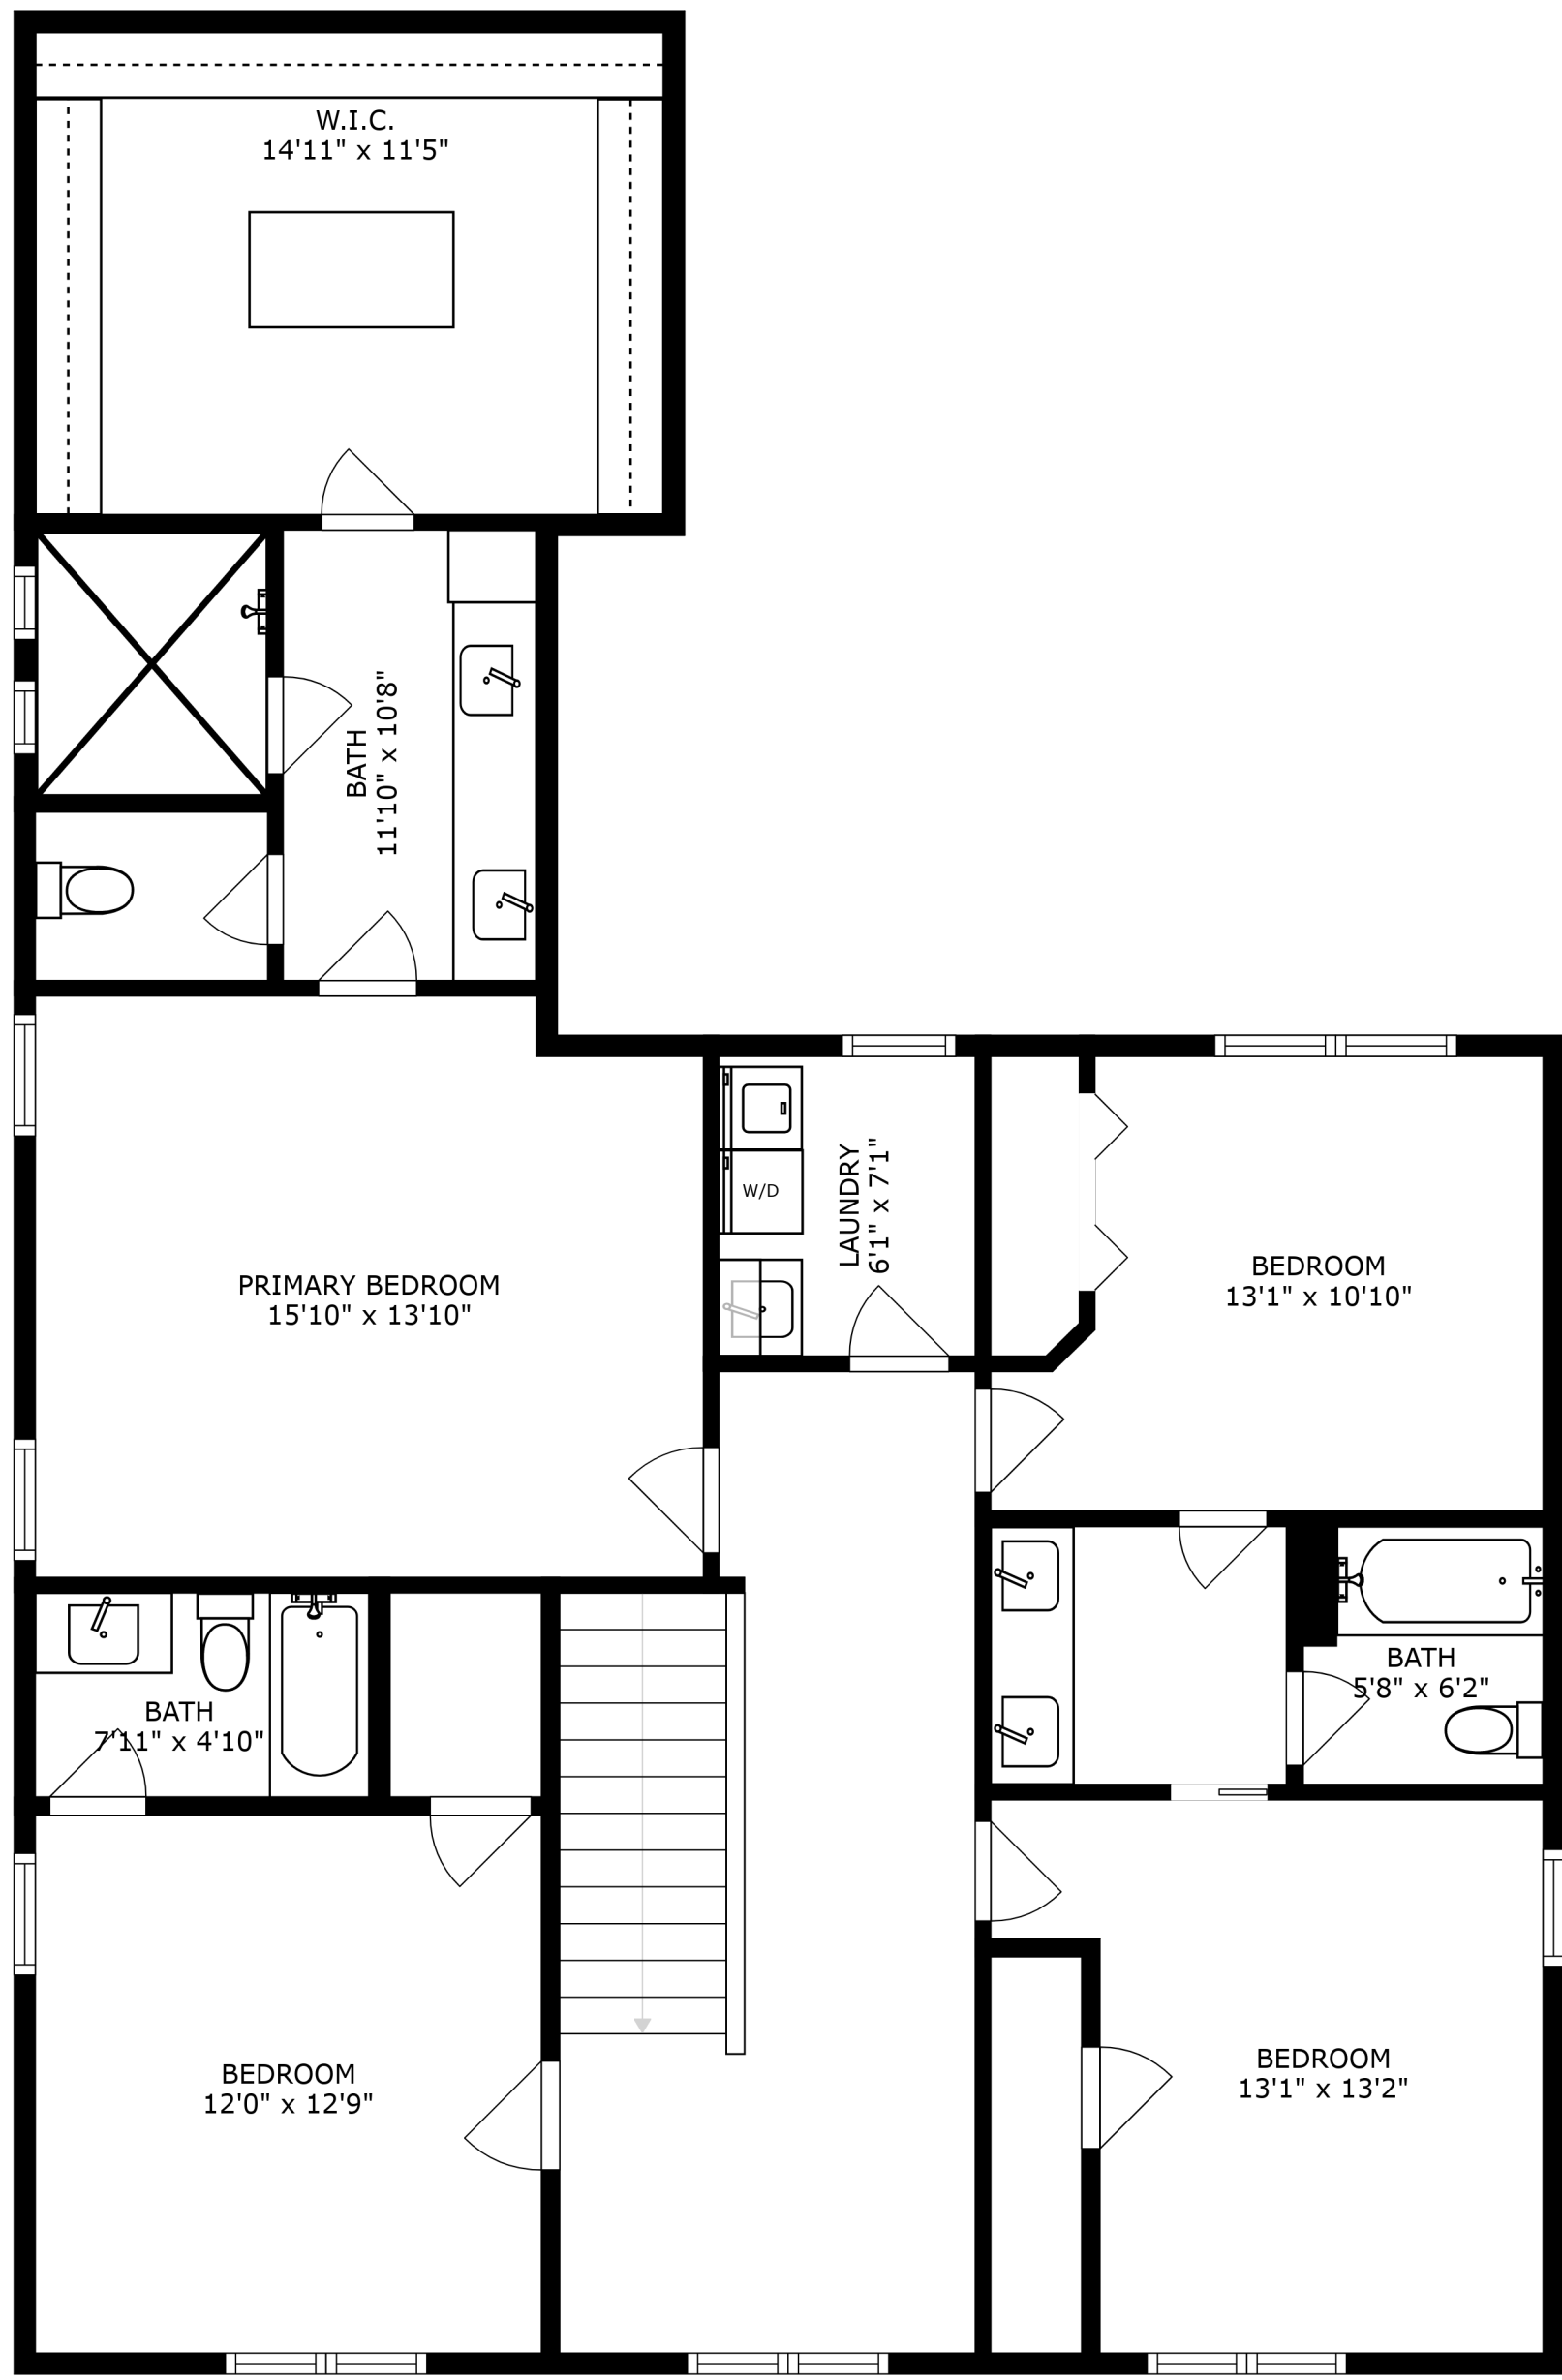 W.I.C.
14'11" x 11'5"
BATH
11'10" x 10'8"
PRIMARY BEDROOM
15'10" x 13'10"
W/D
LAUNDRY
6'1" x 7'1"
BEDROOM
13'1" x 10'10"
BATH
7'11" x 4'10"
BATH
5'8" x 6'2"
BEDROOM
12'0" x 12'9"
BEDROOM
13'1" x 13'2"